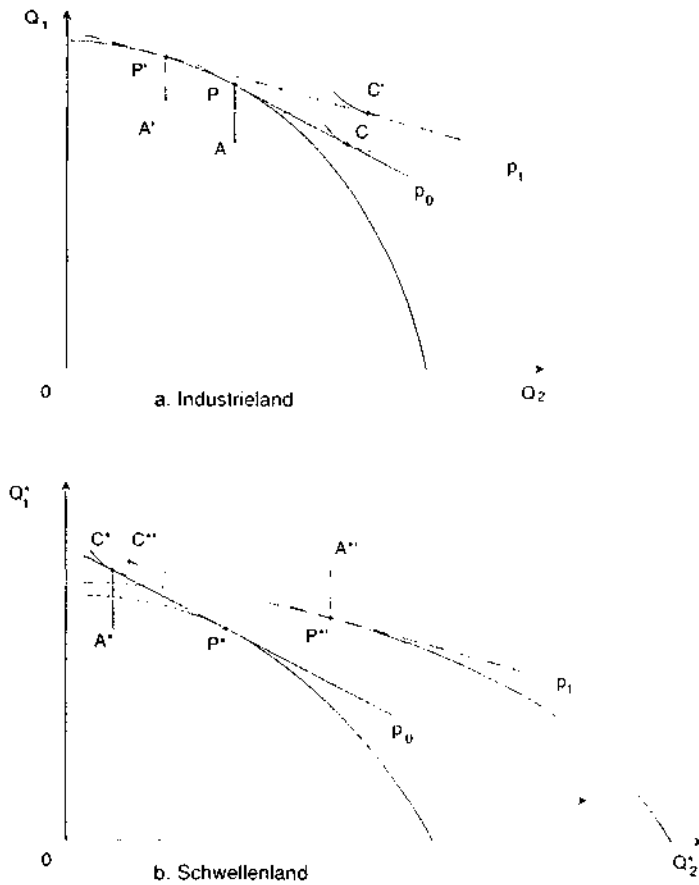 Q1
P'
P
C'
A'
A
C
p1
p0
0
Q2
a. Industrieland
Q1*
C*
C*'
A*'
A*
P*
P*'
p1
p0
0
Q2*
b. Schwellenland